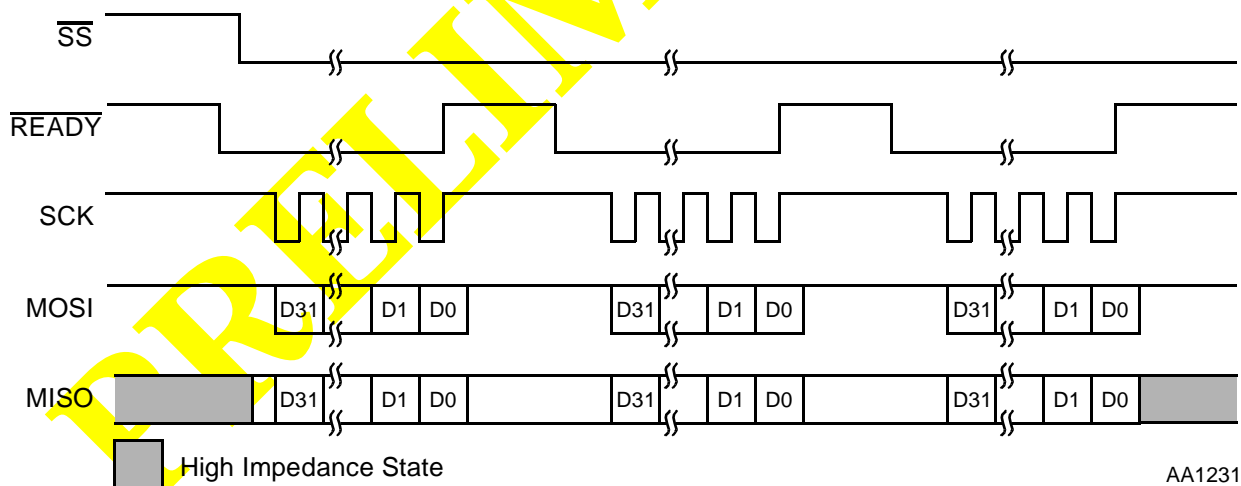 SS
READY
SCK
MOSI D31 D1 D0 D31 D1 D0 D31 D1 D0
MISO D31 D1 D0 D31 D1 D0 D31 D1 D0
High Impedance State
AA1231
PRELIM